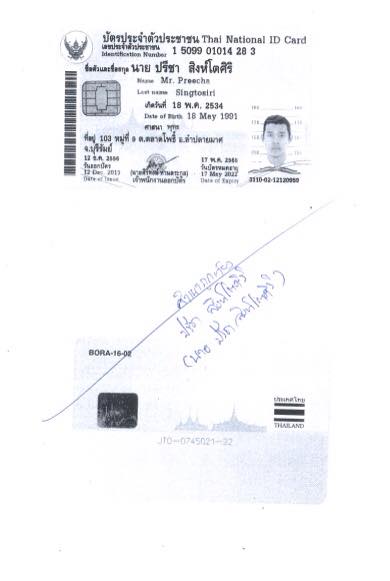 บัตรประจำตัวประชาชน Thai National ID Card
เลขประจำตัวประชาชน
Identification Number
1 5099 01014 28 3
ชื่อตัวและชื่อสกุล นาย ปรีชา สิงห์โตศิริ
Name Mr. Preecha
Last name Singtosiri
เกิดวันที่ 18 พ.ค. 2534
Date of Birth 18 May 1991
ศาสนา พุทธ
ที่อยู่ 103 หมู่ที่ 9 ต.ตลาดโพธิ์ อ.ลำปลายมาศ
จ.บุรีรัมย์
12 ธ.ค. 2556
วันออกบัตร
12 Dec. 2013
Date of Issue
เจ้าพนักงานออกบัตร
17 พ.ค. 2565
วันบัตรหมดอายุ
17 May 2022
Date of Expiry
3110-02-12120950
สำเนาถูกต้อง
ปรีชา สิงห์โตศิริ
(นาย ปรีชา สิงห์โตศิริ)
BORA-16-02
ประเทศไทย
THAILAND
JT0-0745021-32